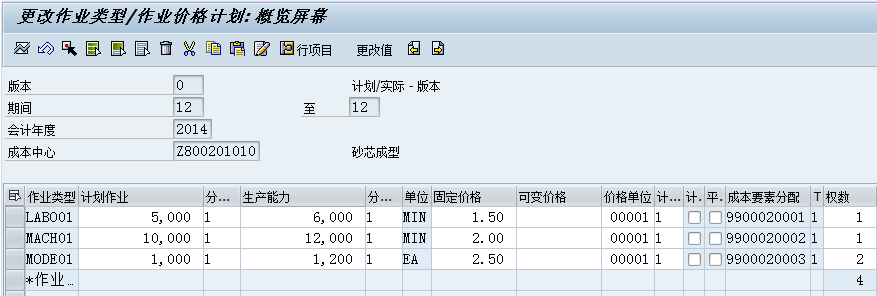 更改作业类型/作业价格计划: 概览屏幕
行项目 更改值
版本 0 计划/实际 - 版本
期间 12 至 12
会计年度 2014
成本中心 Z800201010 砂芯成型
作业类型 计划作业 分... 生产能力 分... 单位 固定价格 可变价格 价格单位 计... 计. 平. 成本要素分配 T 权数
LABO01 5,000 1 6,000 1 MIN 1.50 00001 1 9900020001 1 1
MACH01 10,000 1 12,000 1 MIN 2.00 00001 1 9900020002 1 1
MODE01 1,000 1 1,200 1 EA 2.50 00001 1 9900020003 1 2
*作业... 4